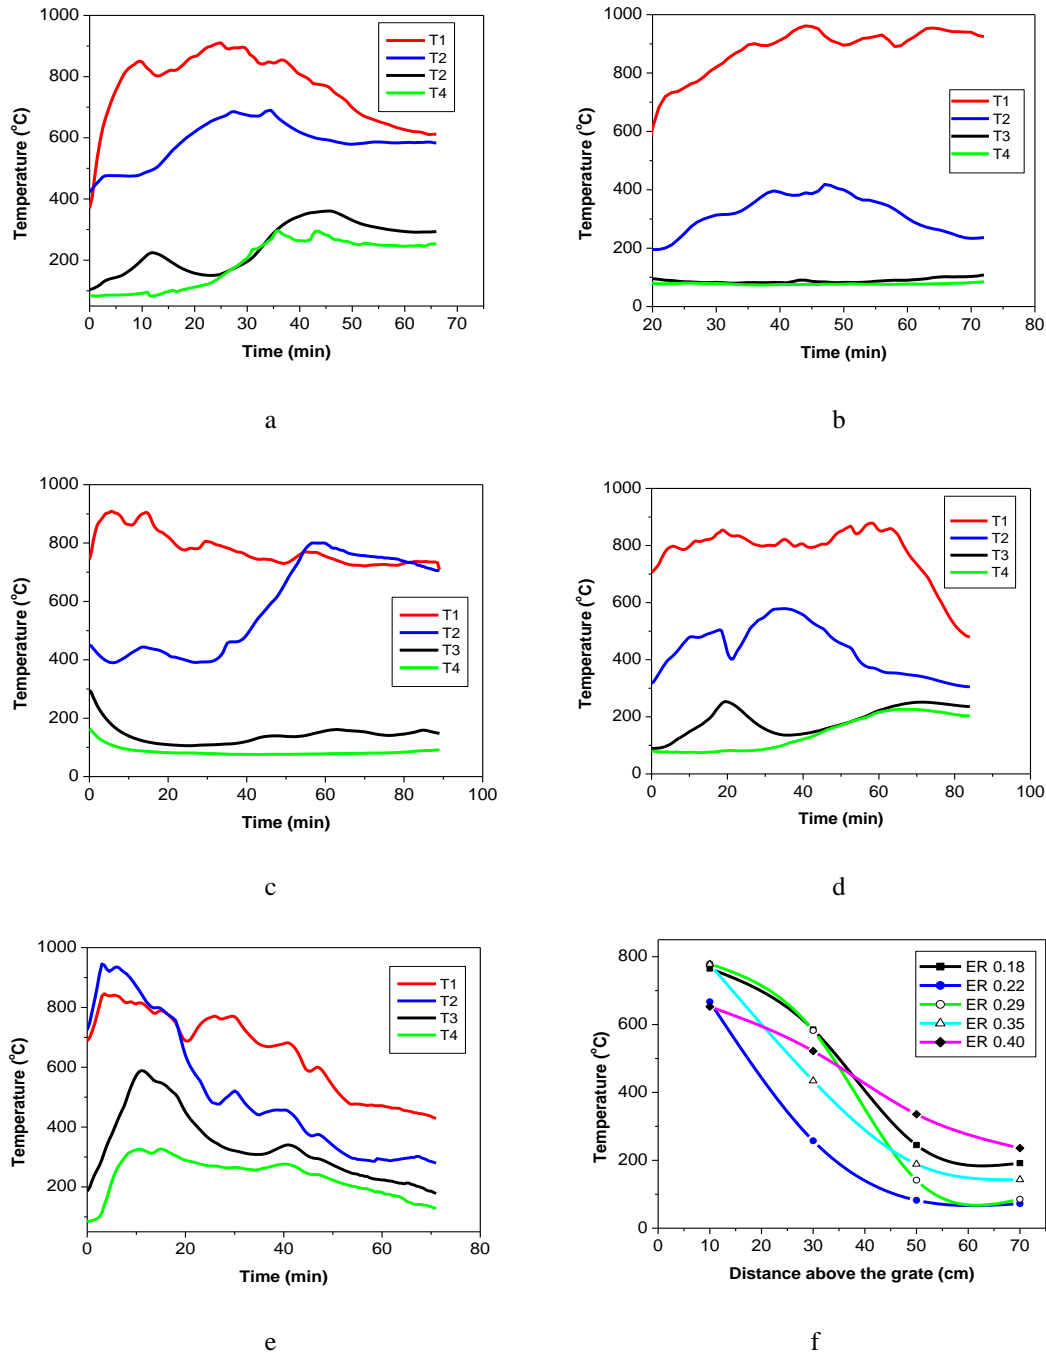 1000
800
600
400
200
0 10 20 30 40 50 60 70
Temperature (°C)
Time (min)
T1
T2
T2
T4
a
1000
800
600
400
200
0
20 30 40 50 60 70 80
Temperature (°C)
Time (min)
T1
T2
T3
T4
b
1000
800
600
400
200
0
0 20 40 60 80 100
Temperature (°C)
Time (min)
T1
T2
T3
T4
c
1000
800
600
400
200
0
0 20 40 60 80 100
Temperature (°C)
Time (min)
T1
T2
T3
T4
d
1000
800
600
400
200
0 20 40 60 80
Temperature (°C)
Time (min)
T1
T2
T3
T4
e
800
600
400
200
0
0 10 20 30 40 50 60 70
Temperature (°C)
Distance above the grate (cm)
ER 0.18
ER 0.22
ER 0.29
ER 0.35
ER 0.40
f